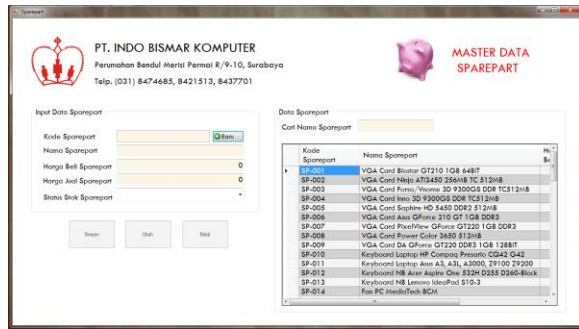 Sparepart
PT. INDO BISMAR KOMPUTER
Perumahan Bendul Merisi Permai R/9-10, Surabaya
Telp. (031) 8474685, 8421513, 8437701
MASTER DATA
SPAREPART
Input Data Sparepart
Kode Sparepart
Baru
Nama Sparepart
Harga Beli Sparepart 0
Harga Jual Sparepart 0
Status Stok Sparepart
Simpan Ubah Batal
Data Sparepart
Cari Nama Sparepart
Kode Sparepart Nama Sparepart
SP-001 VGA Card Biostar GT210 1GB 64BIT
SP-002 VGA Card Ninja ATI3450 256MB TC 512MB
SP-003 VGA Card Forsa/Vnome 3D 9300GS DDR TC512MB
SP-004 VGA Card Inno 3D 9300GS DDR TC512MB
SP-005 VGA Card Saphire HD 5450 DDR2 512MB
SP-006 VGA Card Asus GForce 210 GT 1GB DDR3
SP-007 VGA Card PixelView GForce GT220 1GB DDR3
SP-008 VGA Card Power Color 3650 512MB
SP-009 VGA Card DA GForce GT220 DDR3 1GB 128BIT
SP-010 Keyboard Laptop HP Compaq Presario CQ42 G42
SP-011 Keyboard Laptop Asus A3, A3L, A3000, Z9100 Z9200
SP-012 Keyboard NB Acer Aspire One 532H D255 D260-Black
SP-013 Keyboard NB Lenovo IdeaPad S10-3
SP-014 Fan PC MediaTech 8CM